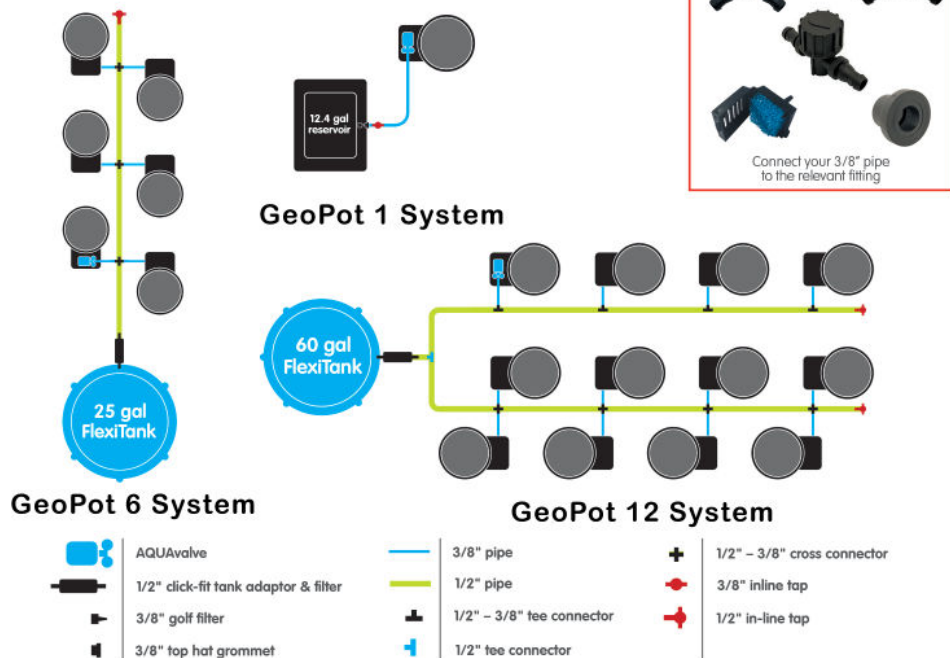 12.4 gal
reservoir
Connect your 3/8" pipe
to the relevant fitting
GeoPot 1 System
60 gal
FlexiTank
25 gal
FlexiTank
GeoPot 6 System
GeoPot 12 System
AQUAvalve
1/2" click-fit tank adaptor & filter
3/8" golf filter
3/8" top hat grommet
3/8" pipe
1/2" pipe
1/2" – 3/8" tee connector
1/2" tee connector
1/2" – 3/8" cross connector
3/8" inline tap
1/2" in-line tap